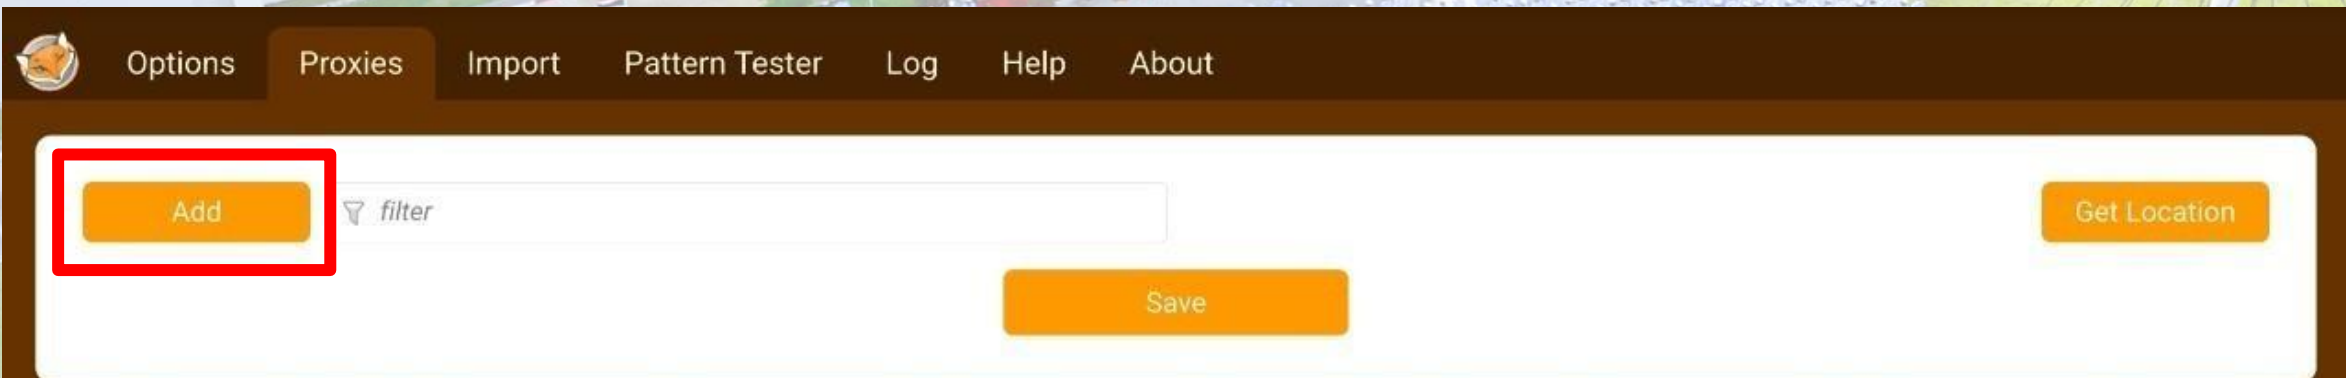 Options Proxies Import Pattern Tester Log Help About
Add filter Get Location
Save